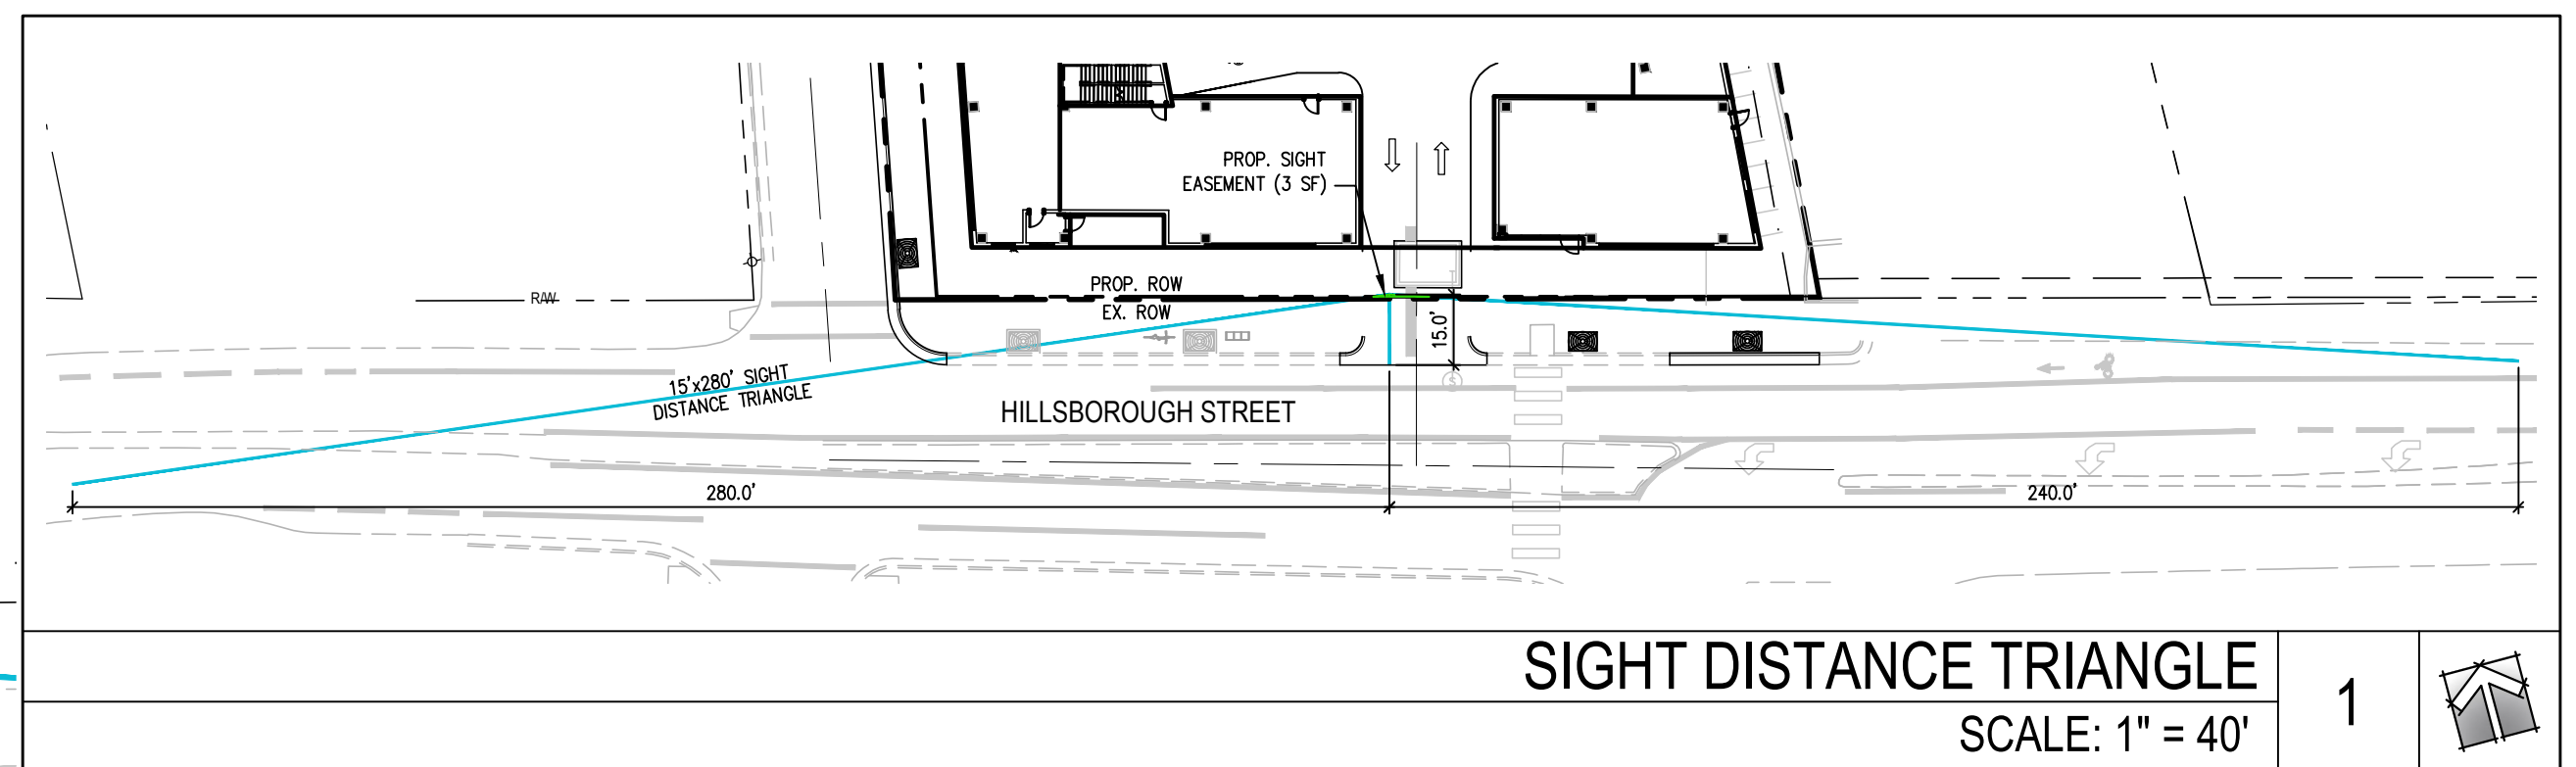 PROP. SIGHT
EASEMENT (3 SF)
PROP. ROW
R/W
EX. ROW
15.0'
15'x280' SIGHT
DISTANCE TRIANGLE
HILLSBOROUGH STREET
S
280.0'
240.0'
SIGHT DISTANCE TRIANGLE
1
SCALE: 1" = 40'